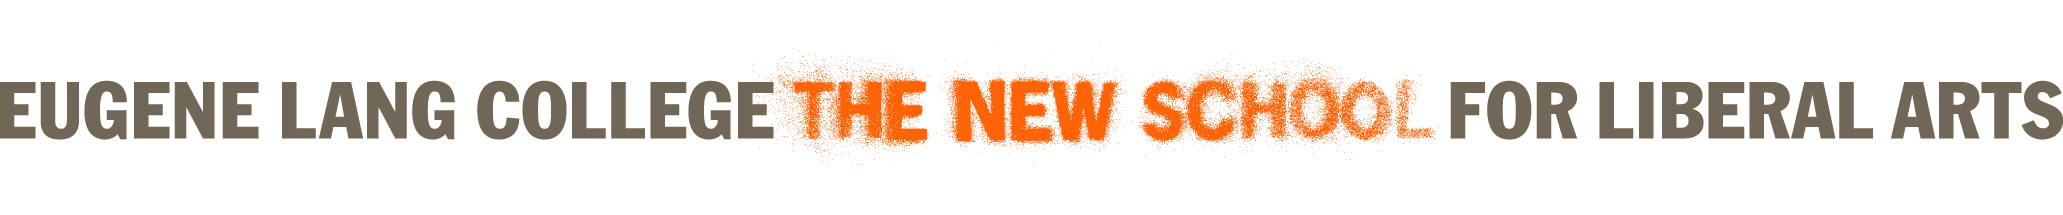 EUGENE LANG COLLEGE THE NEW SCHOOL FOR LIBERAL ARTS